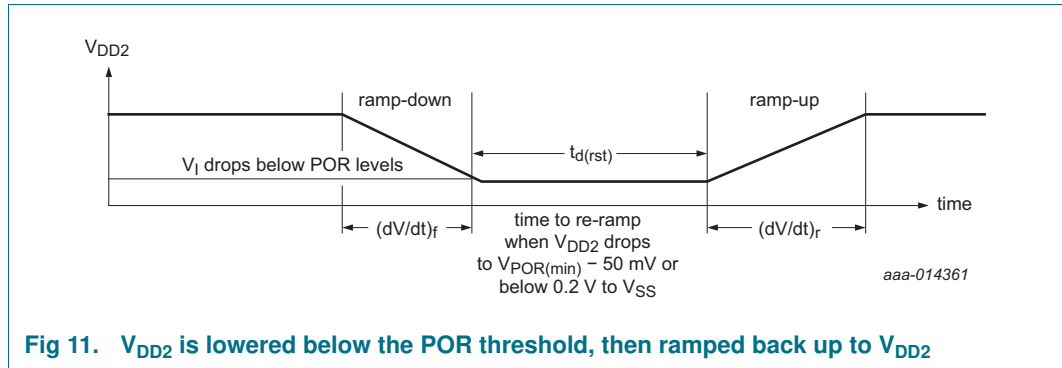 VDD2
ramp-down
ramp-up
td(rst)
VI drops below POR levels
time
(dV/dt)f
time to re-ramp
when VDD2 drops
to VPOR(min) − 50 mV or
below 0.2 V to VSS
(dV/dt)r
aaa-014361
Fig 11. VDD2 is lowered below the POR threshold, then ramped back up to VDD2